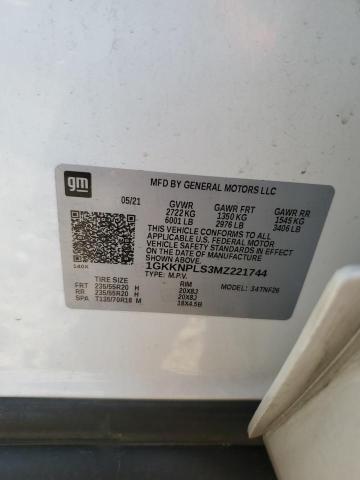 gm
MFD BY GENERAL MOTORS LLC
05/21 GVWR GAWR FRT GAWR RR
2722 KG 1350 KG 1545 KG
6001 LB 2976 LB 3406 LB
THIS VEHICLE CONFORMS TO ALL
APPLICABLE U.S. FEDERAL MOTOR
VEHICLE SAFETY AND THEFT PREVENTION
STANDARDS IN EFFECT ON THE DATE OF
MANUFACTURE SHOWN ABOVE.
1GKKNPLS3MZ221744
TYPE: M.P.V.
MODEL: 347NF26
TIRE SIZE RIM
FRT 235/55R20 H 20X8J
RR 235/55R20 H 20X8J
SPA T135/70R18 M 18X4.5B